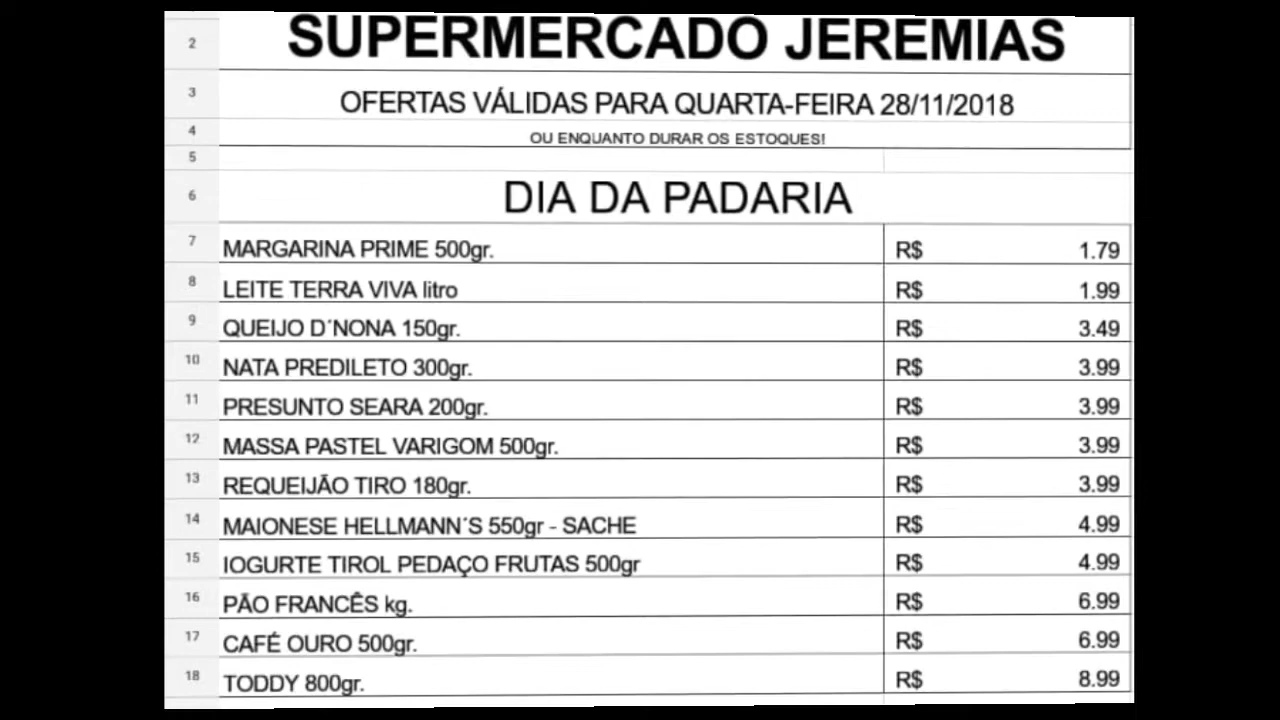 2 SUPERMERCADO JEREMIAS
3 OFERTAS VÁLIDAS PARA QUARTA-FEIRA 28/11/2018
4 OU ENQUANTO DURAR OS ESTOQUES!
5
6 DIA DA PADARIA
7 MARGARINA PRIME 500gr. R$ 1.79
8 LEITE TERRA VIVA litro R$ 1.99
9 QUEIJO D´NONA 150gr. R$ 3.49
10 NATA PREDILETO 300gr. R$ 3.99
11 PRESUNTO SEARA 200gr. R$ 3.99
12 MASSA PASTEL VARIGOM 500gr. R$ 3.99
13 REQUEIJÃO TIRO 180gr. R$ 3.99
14 MAIONESE HELLMANN´S 550gr - SACHE R$ 4.99
15 IOGURTE TIROL PEDAÇO FRUTAS 500gr R$ 4.99
16 PÃO FRANCÊS kg. R$ 6.99
17 CAFÉ OURO 500gr. R$ 6.99
18 TODDY 800gr. R$ 8.99